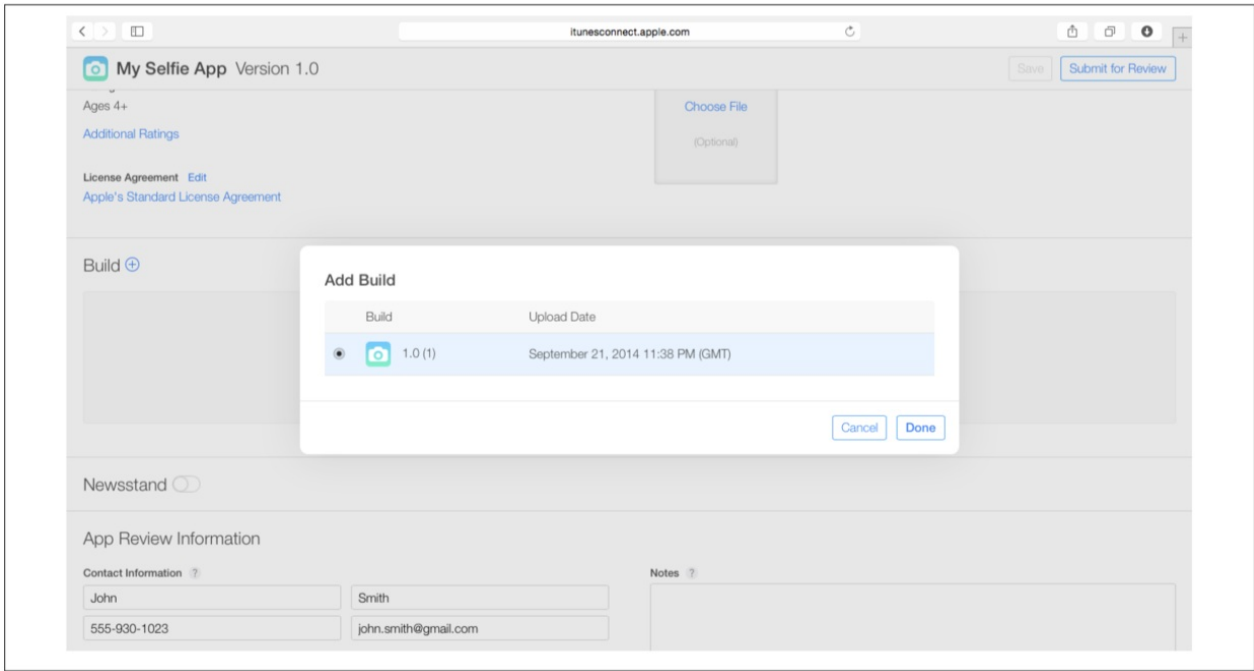 itunesconnect.apple.com
My Selfie App Version 1.0
Save
Submit for Review
Ages 4+
Choose File
Additional Ratings
(Optional)
License Agreement Edit
Apple's Standard License Agreement
Build
Add Build
Build Upload Date
1.0 (1) September 21, 2014 11:38 PM (GMT)
Cancel Done
Newsstand
App Review Information
Contact Information ? Notes ?
John Smith
555-930-1023 john.smith@gmail.com